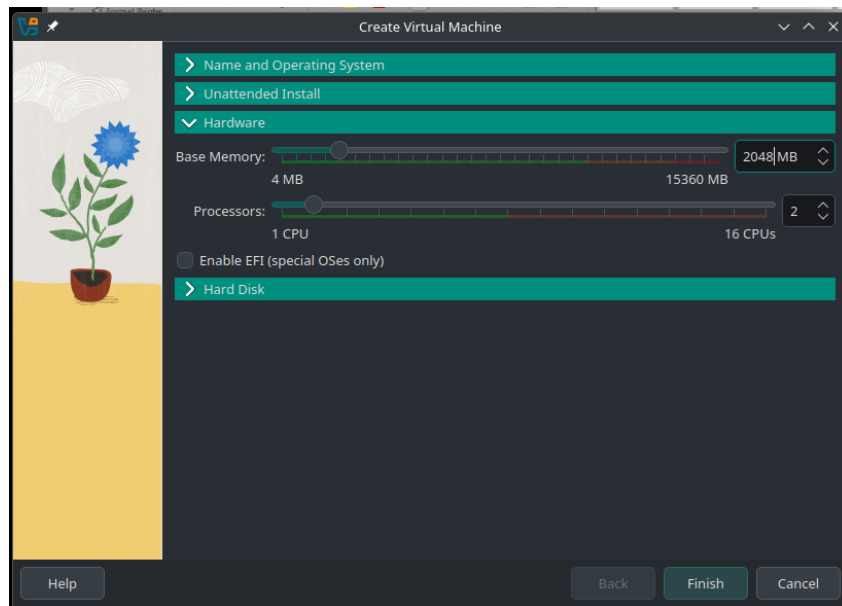 Create Virtual Machine
Name and Operating System
Unattended Install
Hardware
Base Memory: 2048 MB
4 MB 15360 MB
Processors: 2
1 CPU 16 CPUs
Enable EFI (special OSes only)
Hard Disk
Help Back Finish Cancel